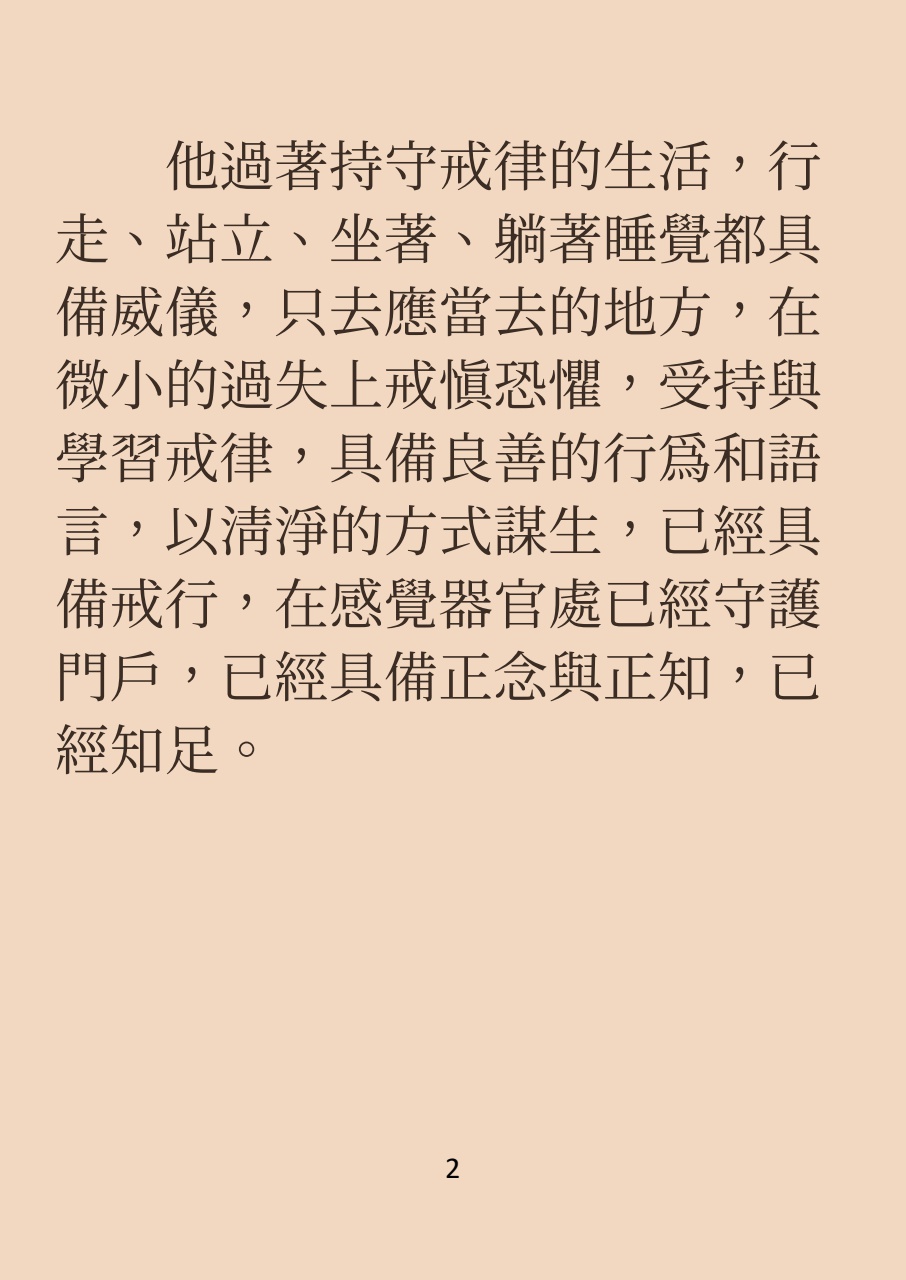 他過著持守戒律的生活，行
走、站立、坐著、躺著睡覺都具
備威儀，只去應當去的地方，在
微小的過失上戒愼恐懼，受持與
學習戒律，具備良善的行爲和語
言，以淸淨的方式謀生，已經具
備戒行，在感覺器官處已經守護
門戶，已經具備正念與正知，已
經知足。
2